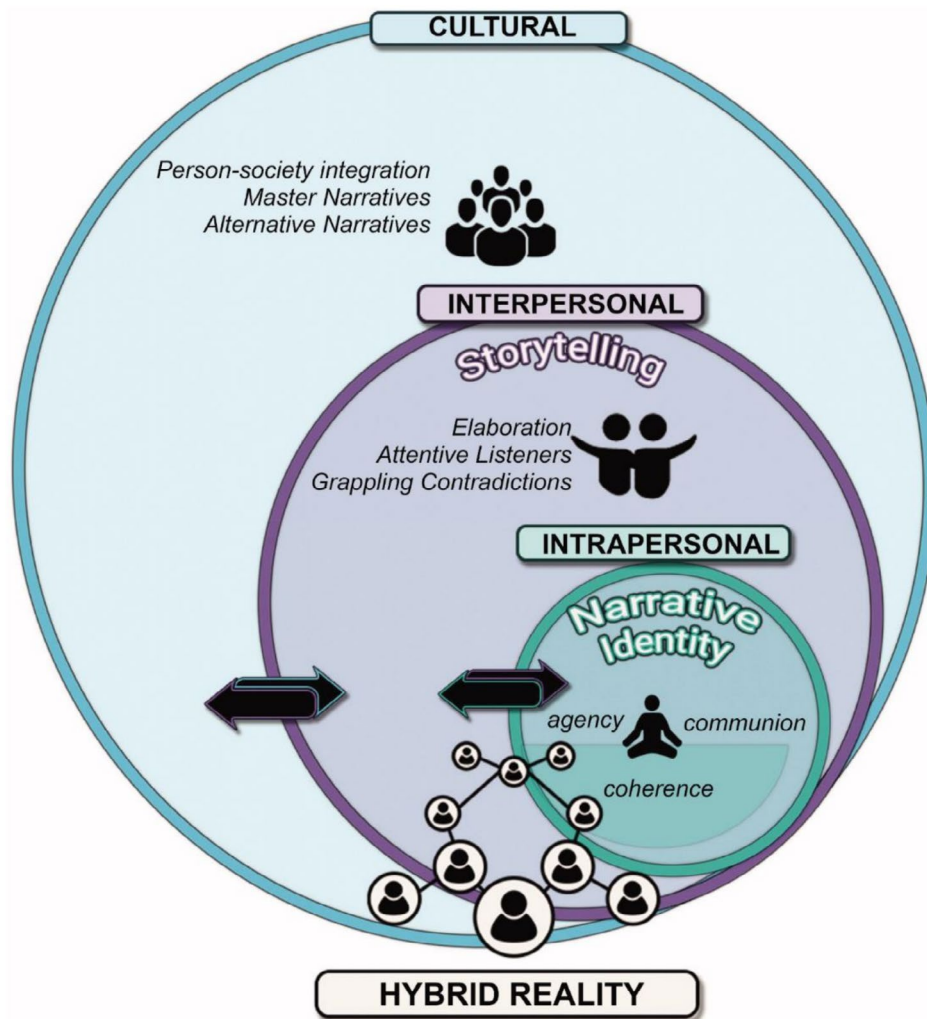 CULTURAL
Person-society integration
Master Narratives
Alternative Narratives
INTERPERSONAL
Storytelling
Elaboration
Attentive Listeners
Grappling Contradictions
INTRAPERSONAL
Narrative
Identity
agency
communion
coherence
HYBRID REALITY